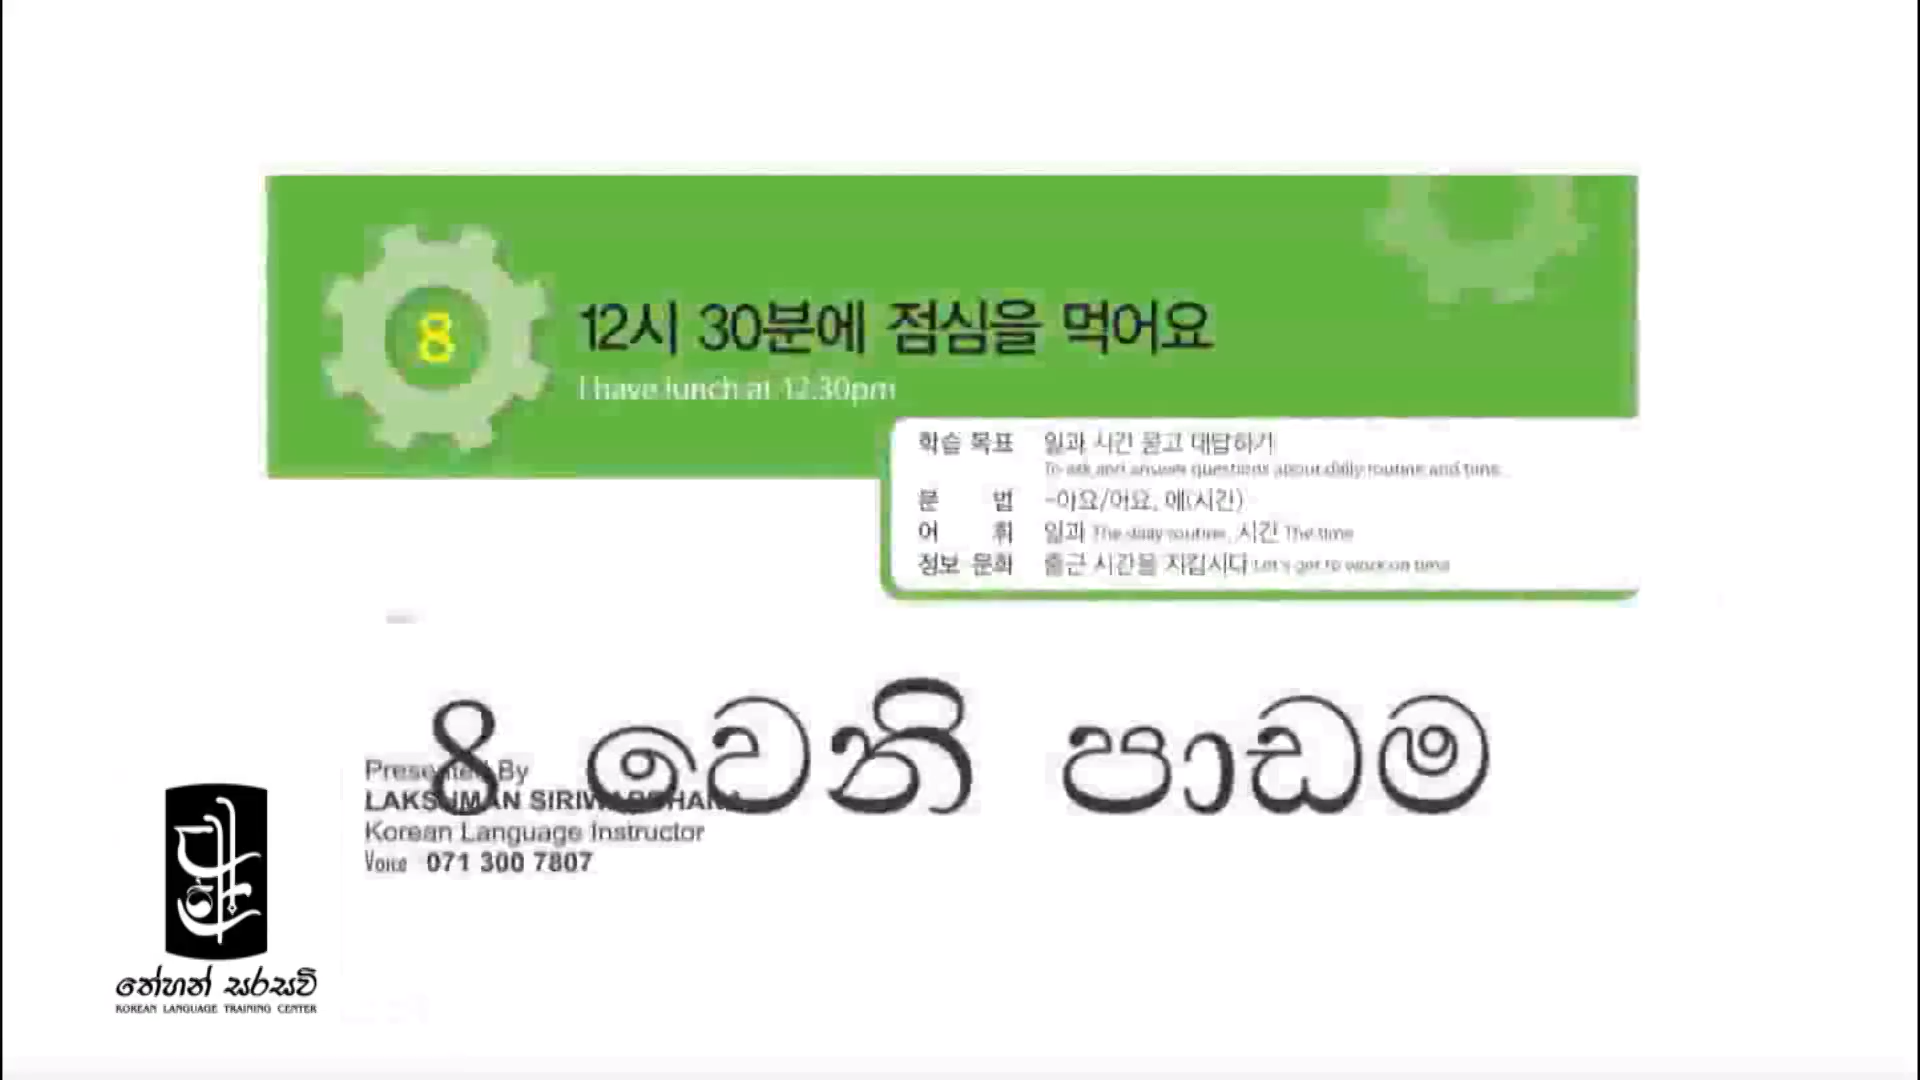 8
12시 30분에 점심을 먹어요
I have lunch at 12.30pm
학습 목표 일과 시간 묻고 대답하기
To ask and answer questions about daily routine and time
문 법 -아요/어요, 에(시간)
어 휘 일과 The daily routine, 시간 The time
정보 문화 출근 시간을 지킵시다 Let's get to work on time
8 වෙනි පාඩම
Presented By
LAKSUMAN SIRIWARDHANA
Korean Language Instructor
Voice 071 300 7807
තේහන් සරසවි
KOREAN LANGUAGE TRAINING CENTER